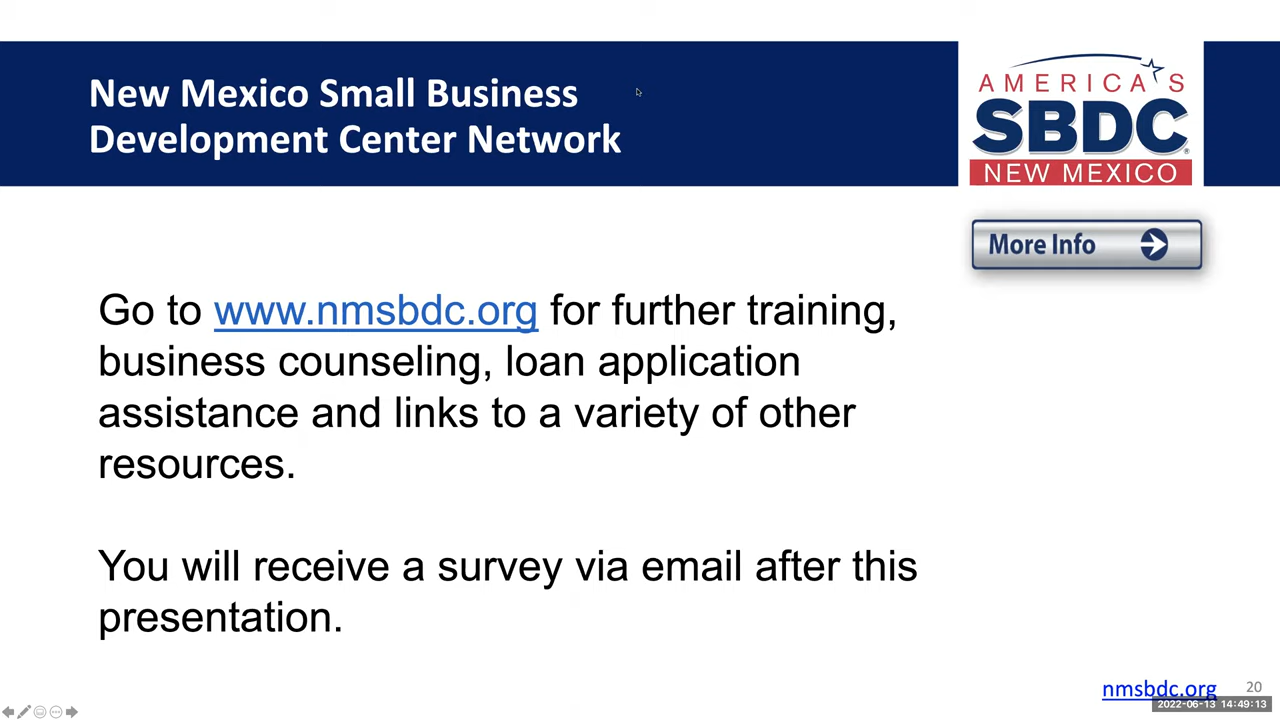 New Mexico Small Business
Development Center Network
AMERICA'S
SBDC
NEW MEXICO
More Info
Go to www.nmsbdc.org for further training,
business counseling, loan application
assistance and links to a variety of other
resources.
You will receive a survey via email after this
presentation.
nmsbdc.org
20
2022-06-13 14:49:13